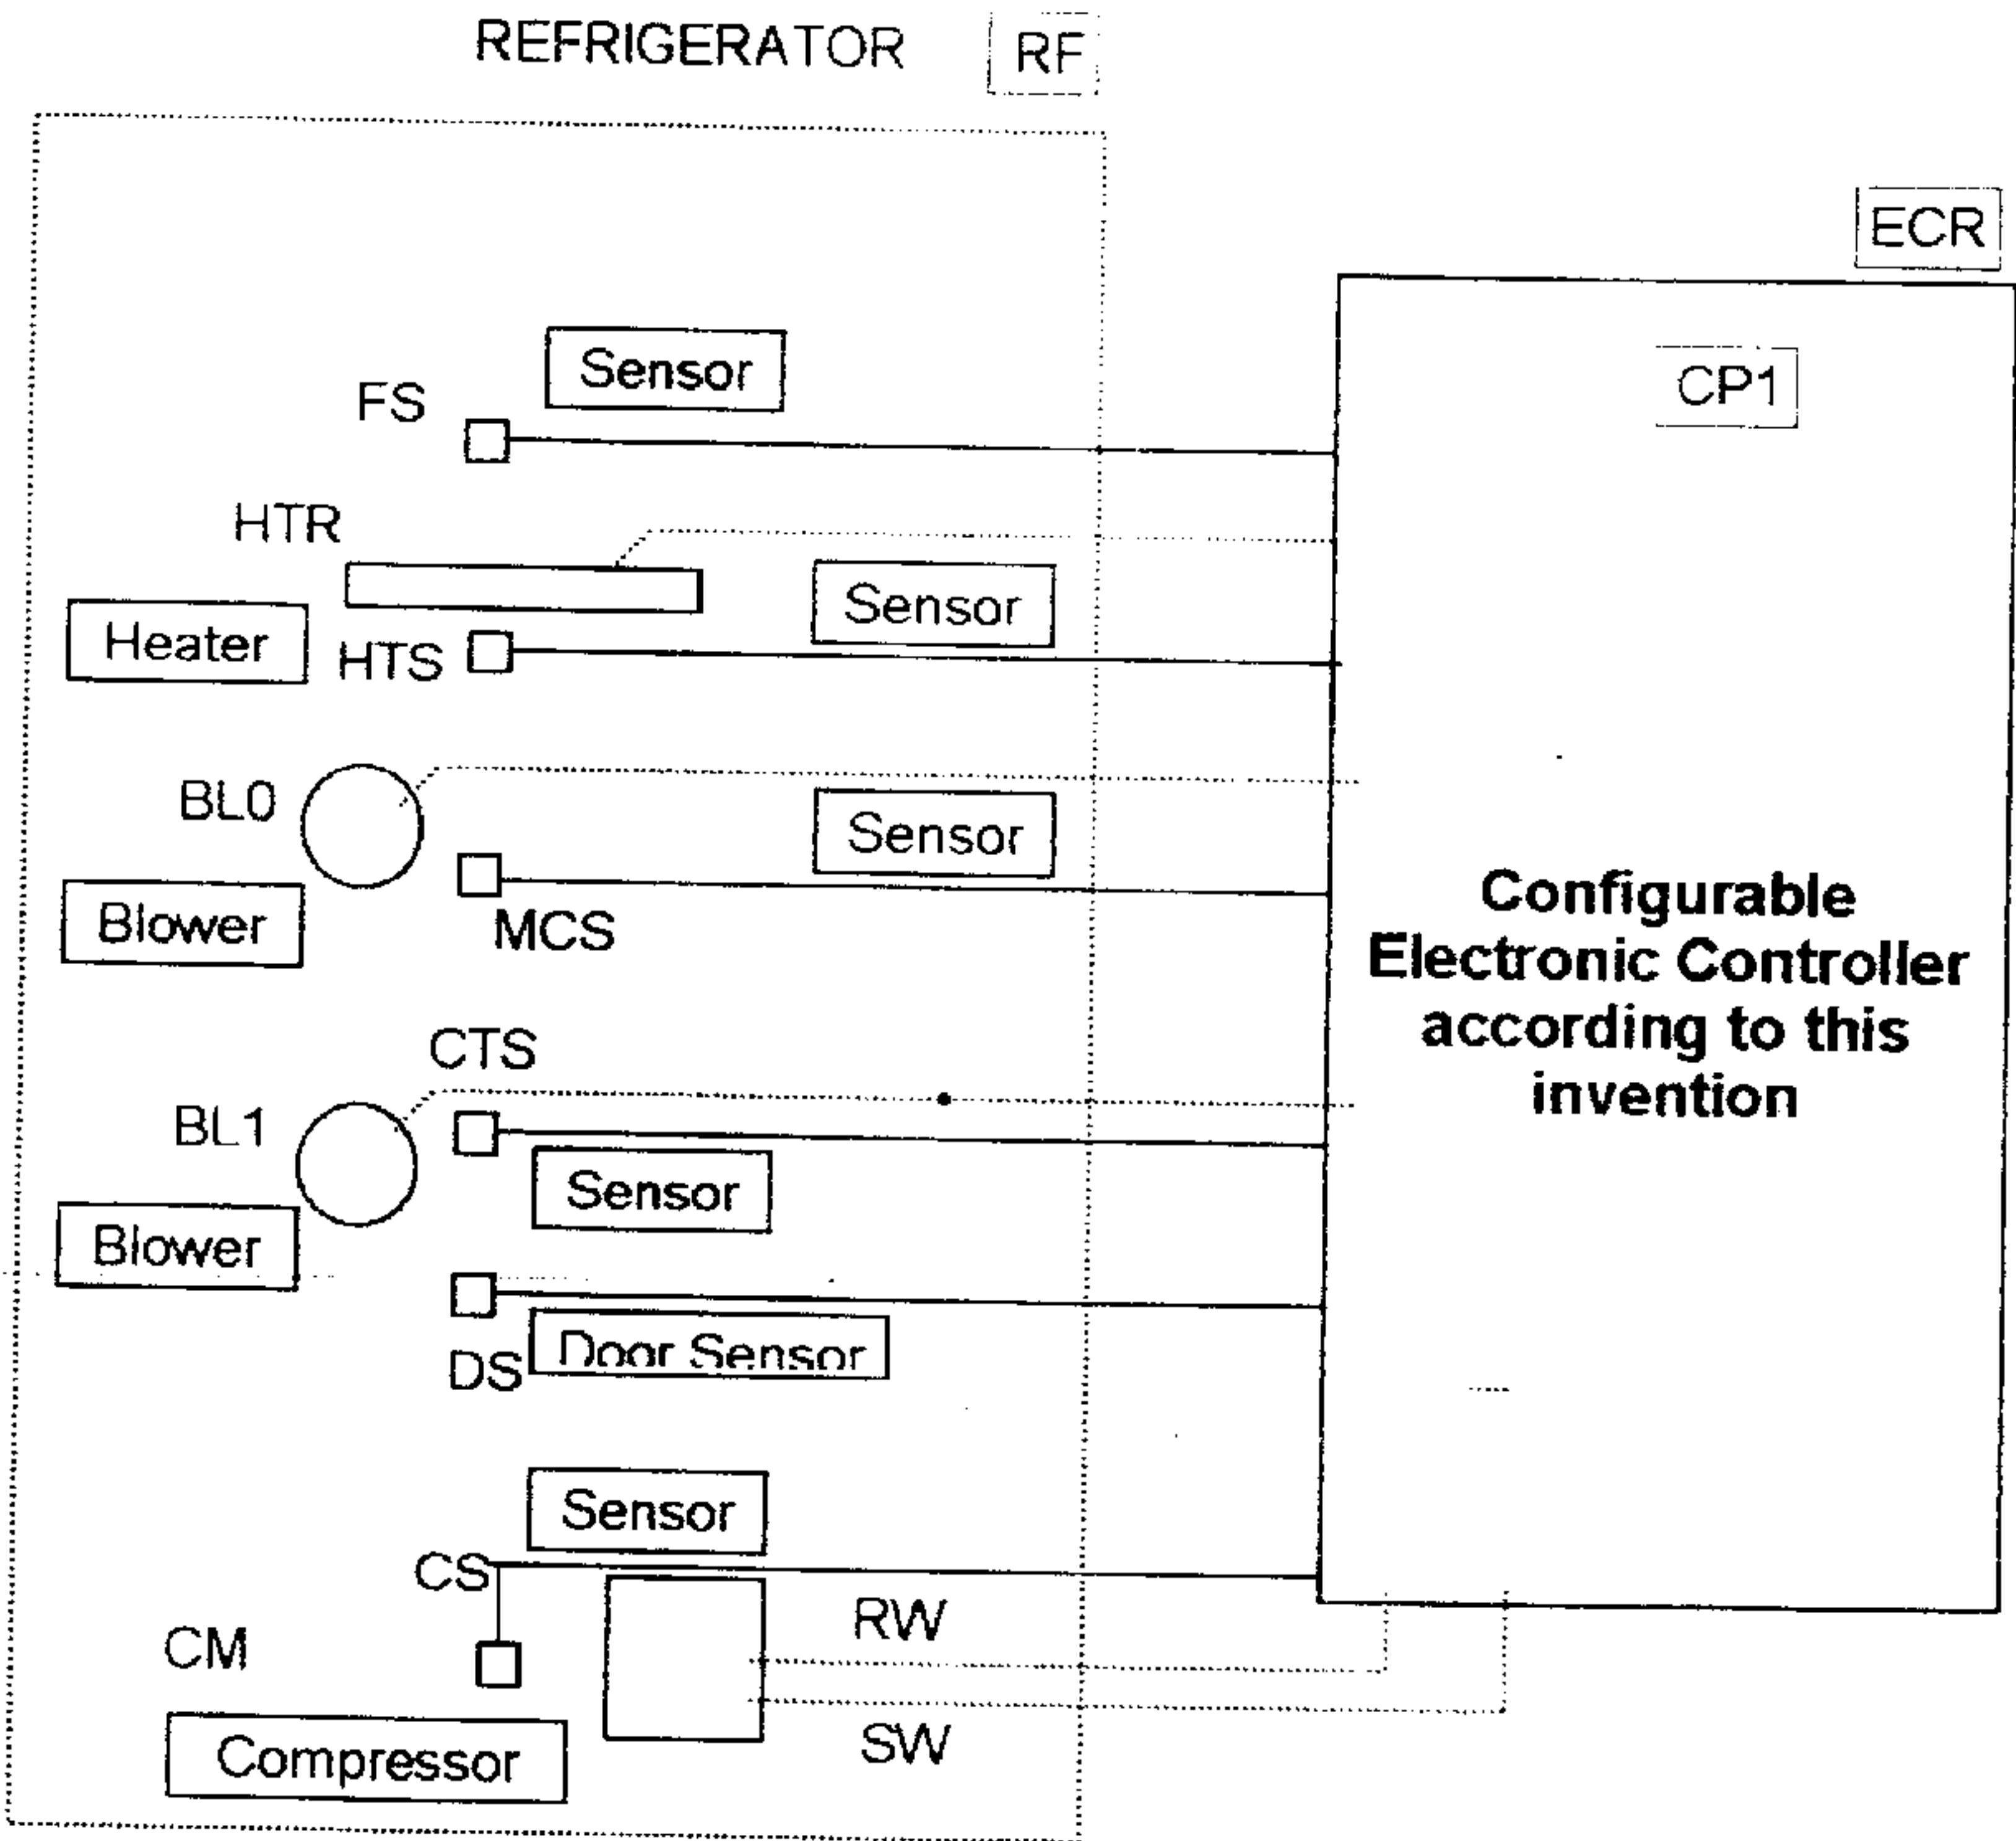 REFRIGERATOR RF
ECR
CP1
Sensor
FS
HTR
Sensor
Heater
HTS
BL0
Sensor
Blower
MCS
Configurable
Electronic Controller
according to this
invention
CTS
BL1
Sensor
Blower
Door Sensor
DS
Sensor
CS
RW
CM
SW
Compressor